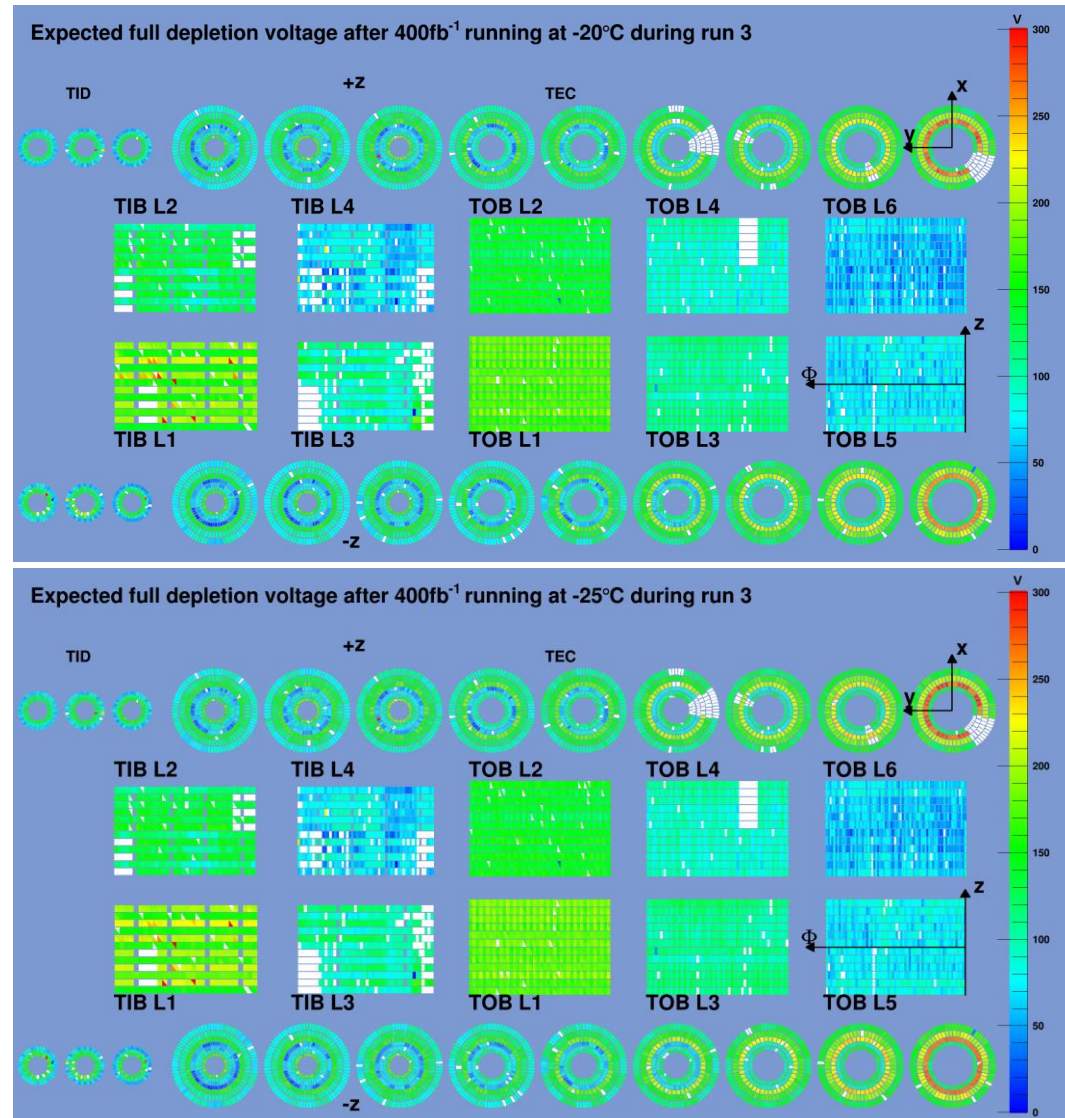 V
Expected full depletion voltage after 400fb⁻¹ running at -20°C during run 3
300
+z
TID
TEC
x
y
250
TIB L2
TIB L4
TOB L2
TOB L4
TOB L6
200
150
z
Φ
100
TIB L1
TIB L3
TOB L1
TOB L3
TOB L5
50
-z
0
V
Expected full depletion voltage after 400fb⁻¹ running at -25°C during run 3
300
+z
TID
TEC
x
y
250
TIB L2
TIB L4
TOB L2
TOB L4
TOB L6
200
150
z
Φ
100
TIB L1
TIB L3
TOB L1
TOB L3
TOB L5
50
-z
0